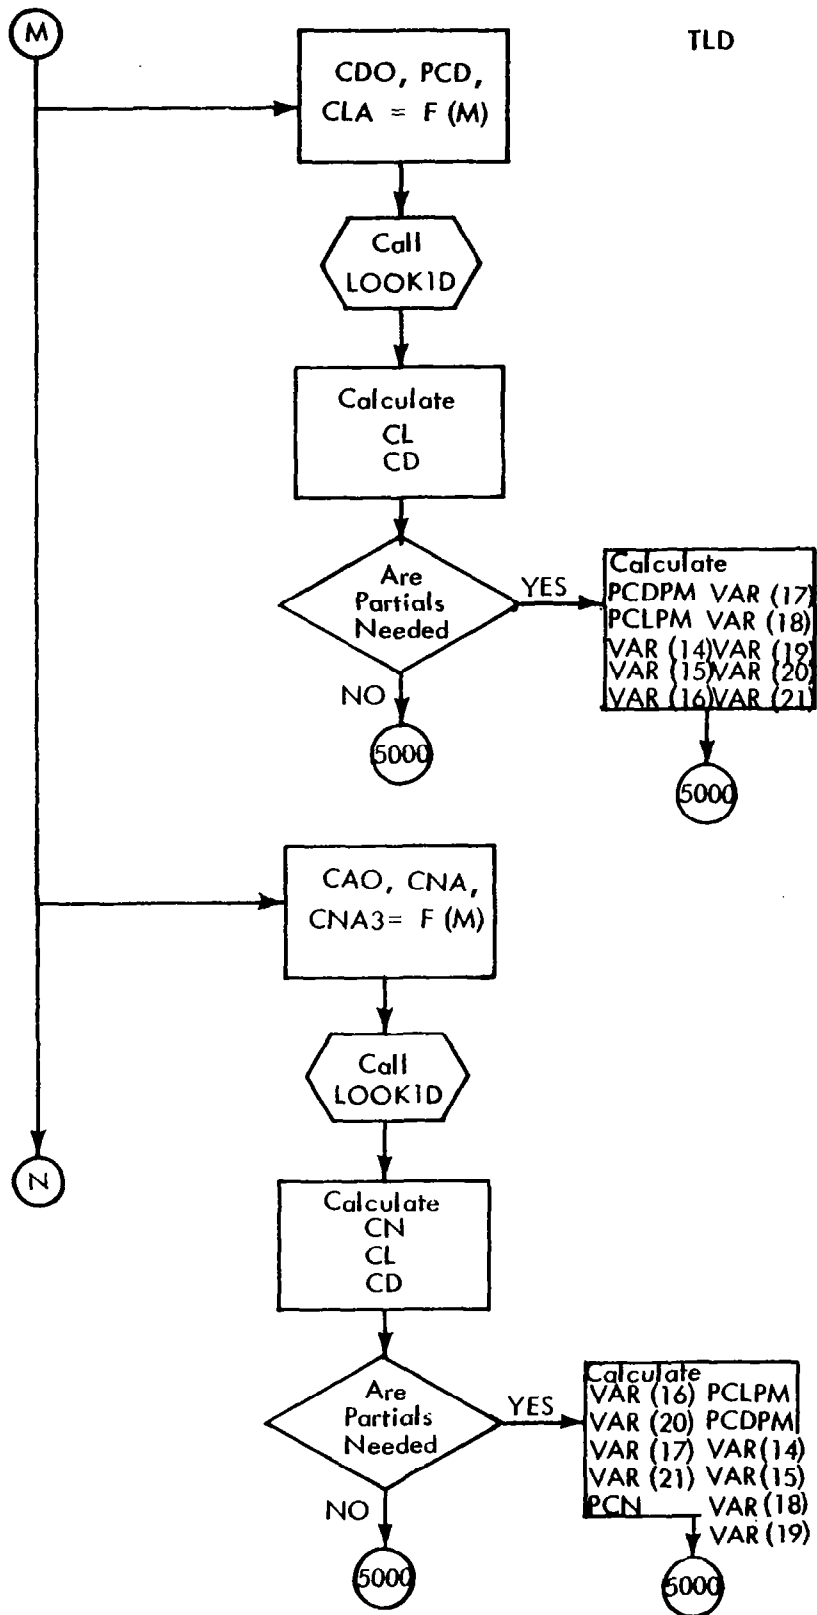 M
TLD
CDO, PCD,
CLA = F (M)
Call
LOOK1D
Calculate
CL
CD
Are
Partials
Needed
YES
Calculate
PCDPM VAR (17)
PCLPM VAR (18)
VAR (14) VAR (19)
VAR (15) VAR (20)
VAR (16) VAR (21)
NO
5000
5000
CAO, CNA,
CNA3= F (M)
Call
LOOK1D
N
Calculate
CN
CL
CD
Are
Partials
Needed
YES
Calculate
VAR (16) PCLPM
VAR (20) PCDPM
VAR (17) VAR (14)
VAR (21) VAR (15)
PCN VAR (18)
VAR (19)
NO
5000
5000